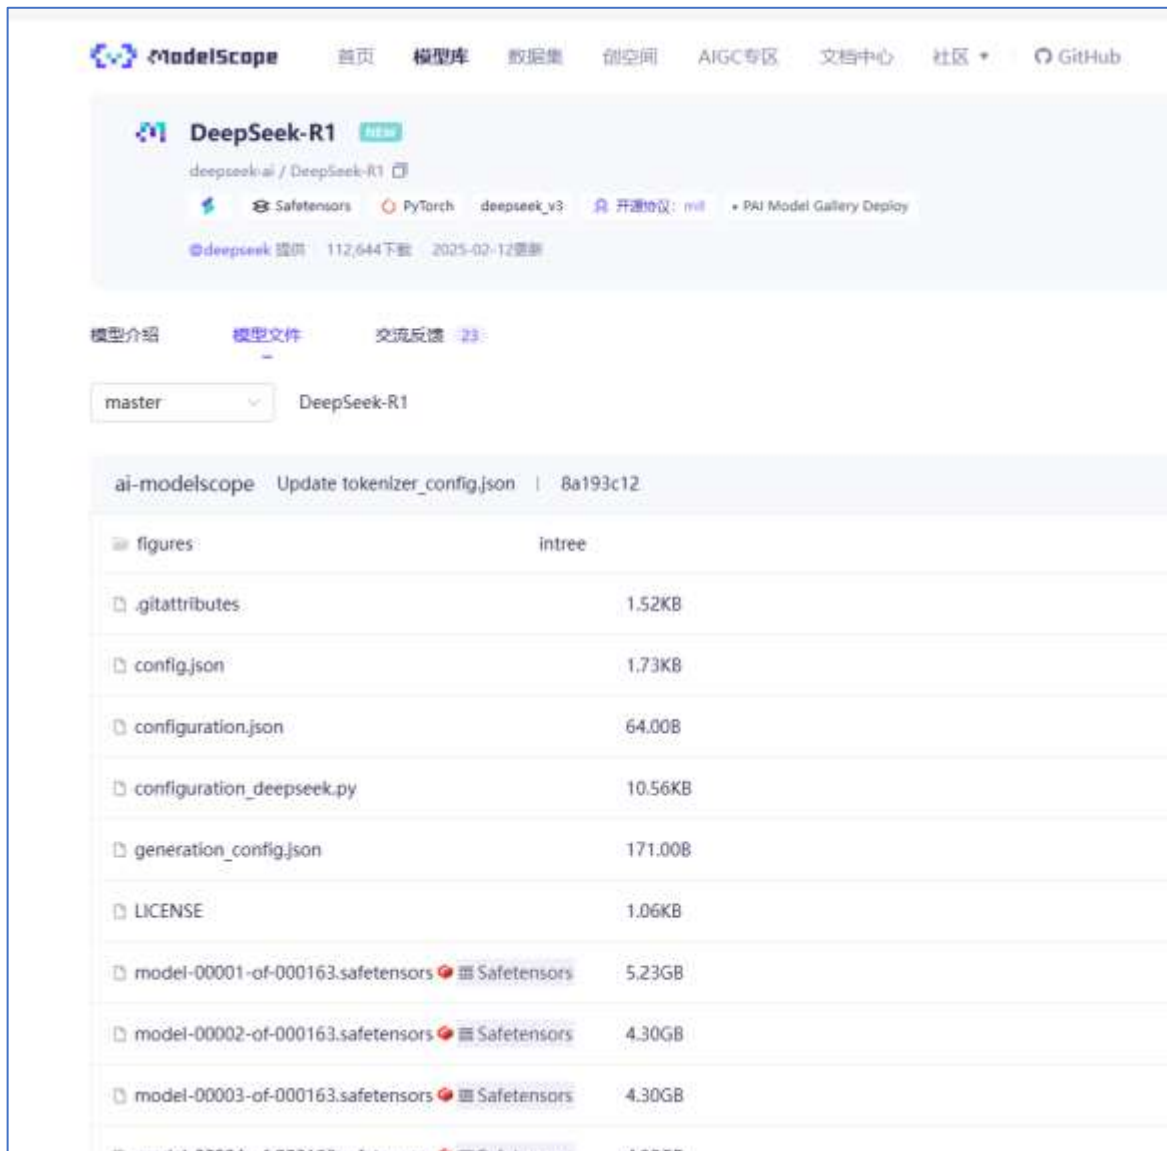 ModelScope 首页 模型库 数据集 创空间 AIGC专区 文档中心 社区 GitHub
DeepSeek-R1 NEW
deepseek-ai / DeepSeek-R1
Safetensors PyTorch deepseek_v3 开源协议: mit • PAI Model Gallery Deploy
@deepseek 提供 112,644下载 2025-02-12更新
模型介绍 模型文件 交流反馈 23
master DeepSeek-R1
ai-modelscope Update tokenizer_config.json | 8a193c12
figures intree
.gitattributes 1.52KB
config.json 1.73KB
configuration.json 64.00B
configuration_deepseek.py 10.56KB
generation_config.json 171.00B
LICENSE 1.06KB
model-00001-of-000163.safetensors Safetensors 5.23GB
model-00002-of-000163.safetensors Safetensors 4.30GB
model-00003-of-000163.safetensors Safetensors 4.30GB